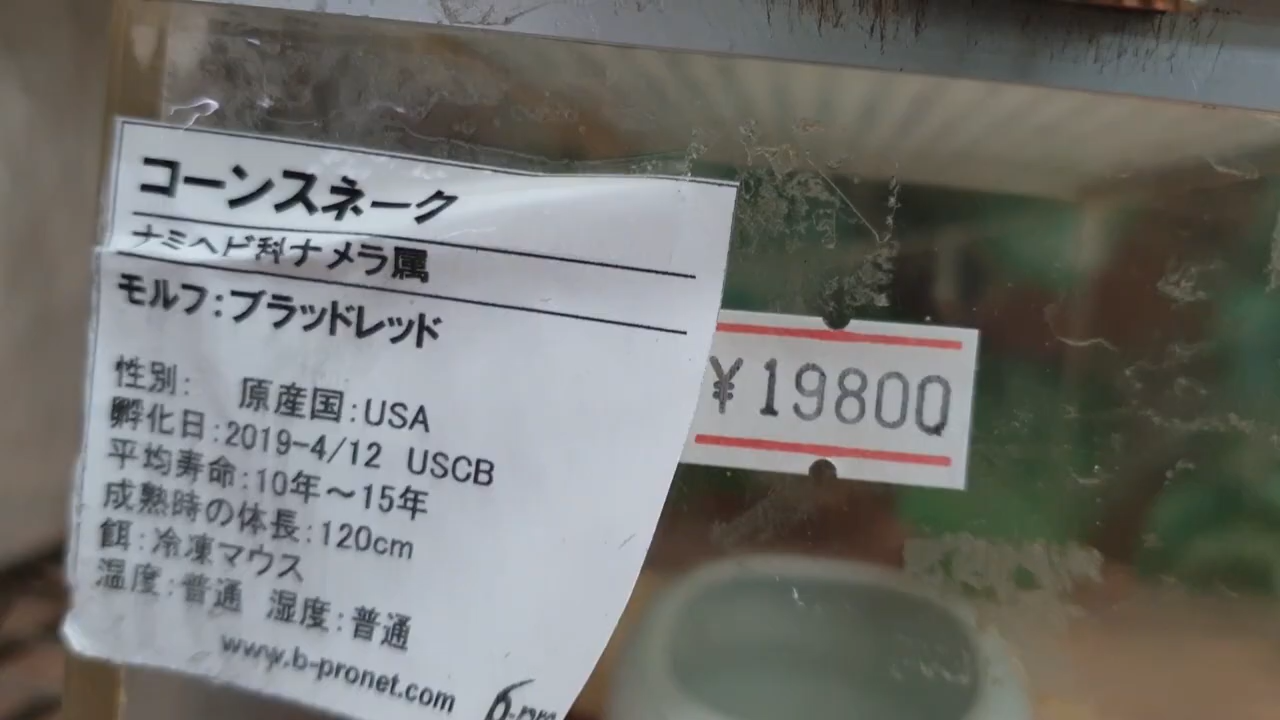 コーンスネーク
ナミヘビ科ナメラ属
モルフ:ブラッドレッド
性別: 原産国:USA
孵化日:2019-4/12 USCB
平均寿命:10年～15年
成熟時の体長:120cm
餌:冷凍マウス
温度:普通 湿度:普通
www.b-pronet.com
¥19800